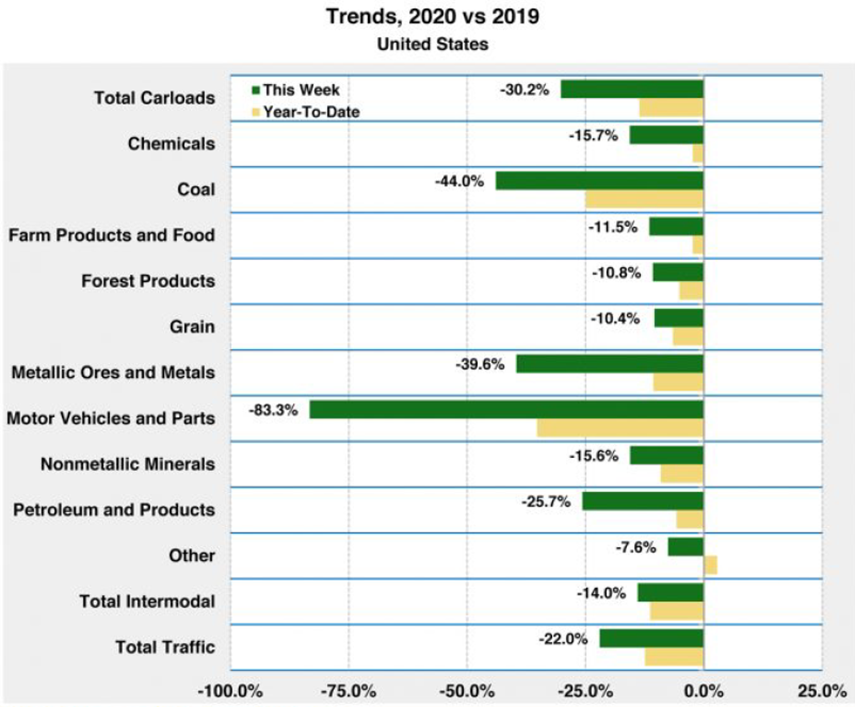 Trends, 2020 vs 2019
United States
This Week
Year-To-Date
Total Carloads -30.2%
Chemicals -15.7%
Coal -44.0%
Farm Products and Food -11.5%
Forest Products -10.8%
Grain -10.4%
Metallic Ores and Metals -39.6%
Motor Vehicles and Parts -83.3%
Nonmetallic Minerals -15.6%
Petroleum and Products -25.7%
Other -7.6%
Total Intermodal -14.0%
Total Traffic -22.0%
-100.0% -75.0% -50.0% -25.0% 0.0% 25.0%